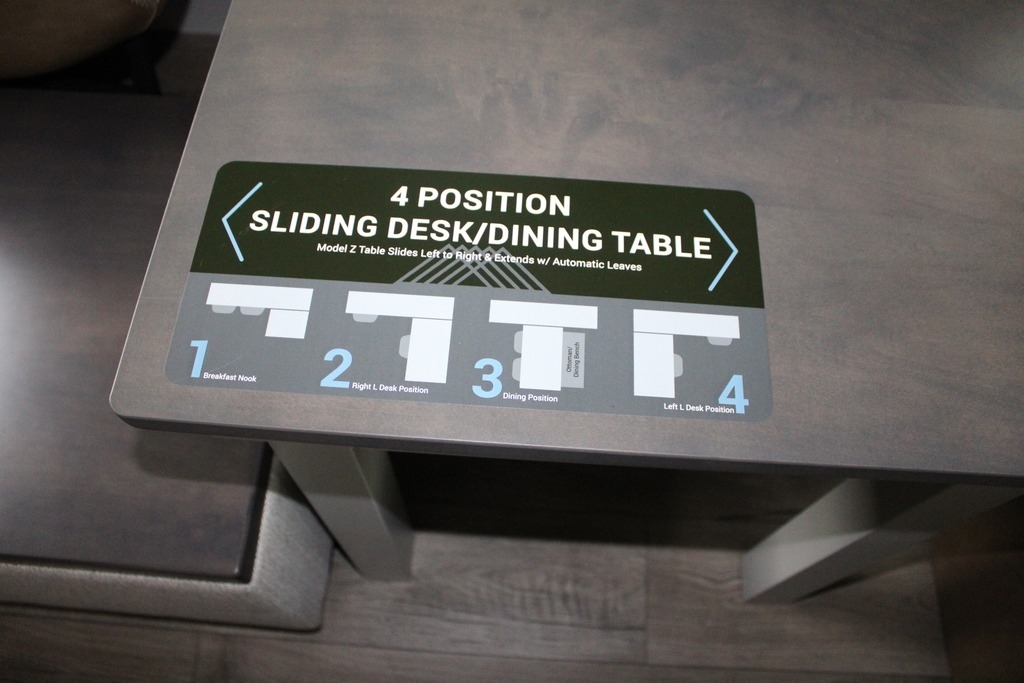 4 POSITION
SLIDING DESK/DINING TABLE
Model Z Table Slides Left to Right & Extends w/ Automatic Leaves
1 Breakfast Nook
2 Right L Desk Position
3 Dining Position
Ottoman/
Dining Bench
Left L Desk Position 4